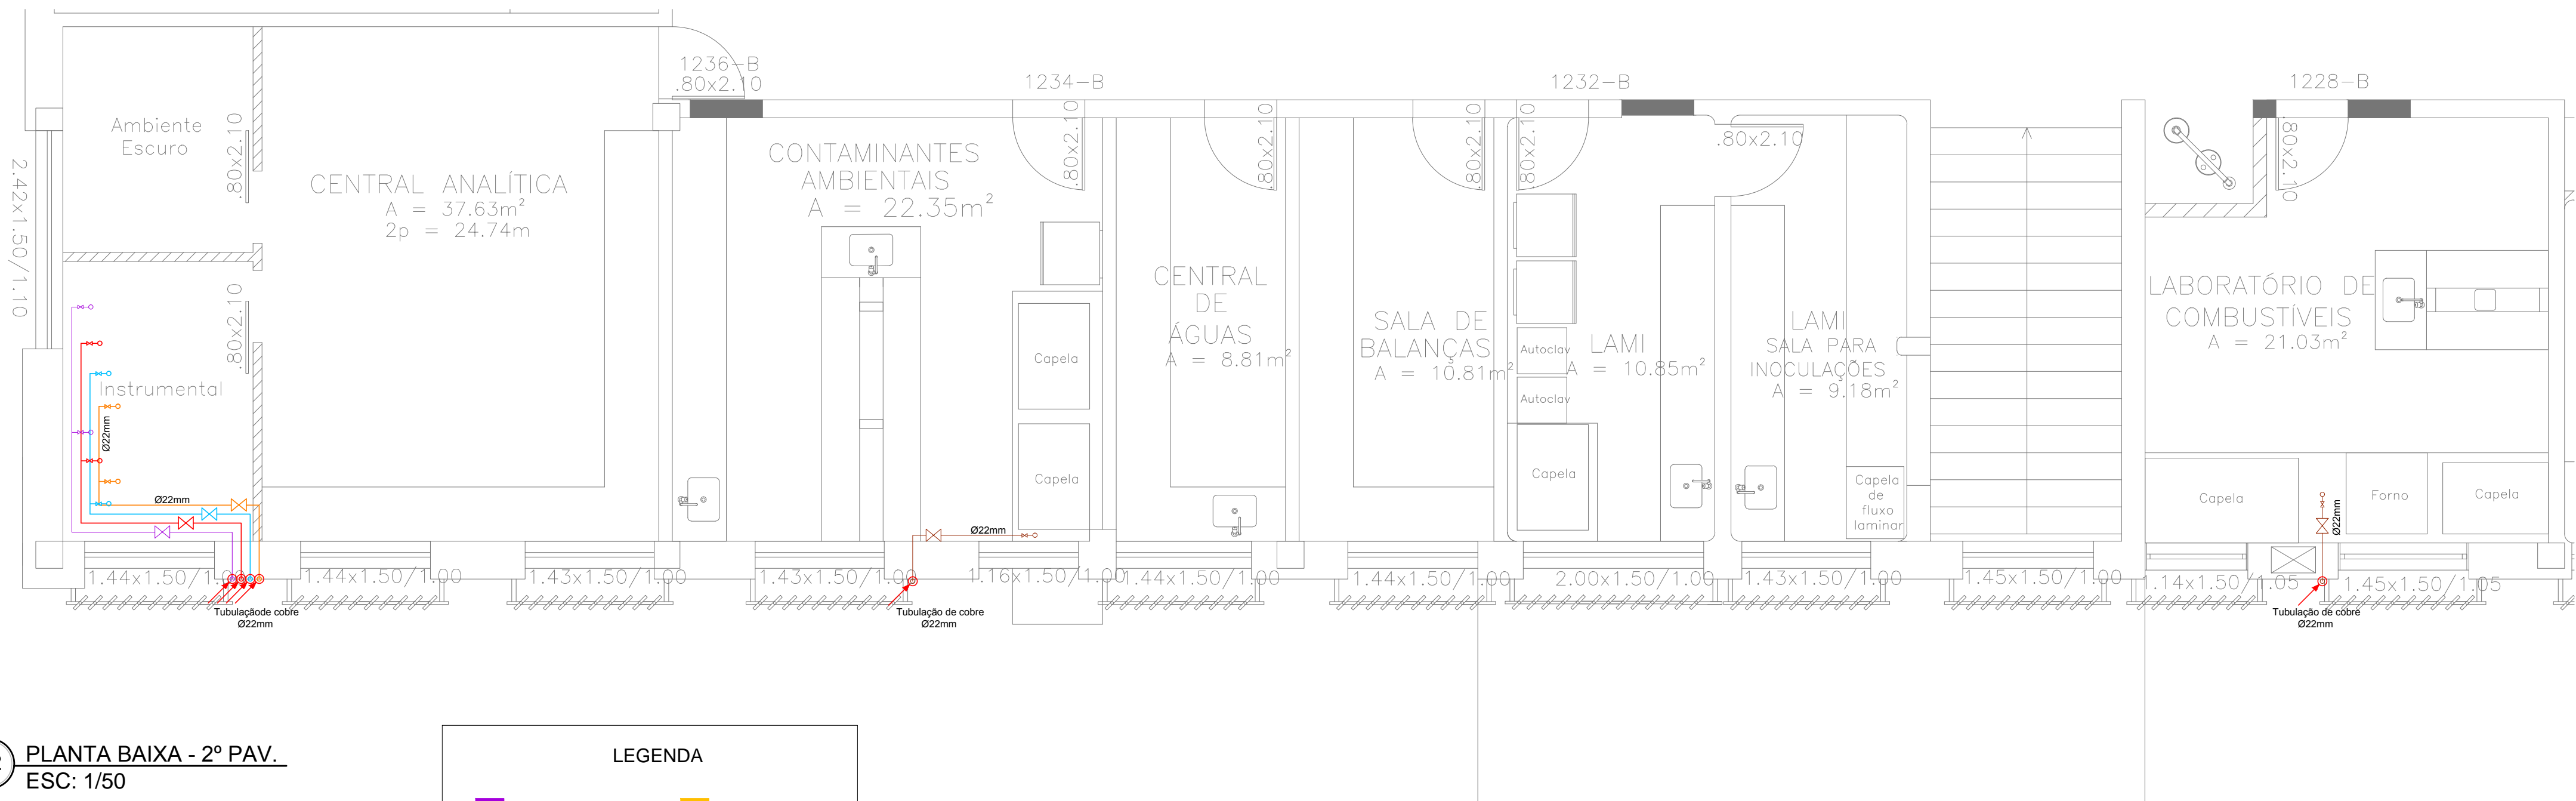 1236-B
.80x2.10
1234-B
1232-B
1228-B
Ambiente
Escuro
.80x2.10
2.42x1.50/1.10
CENTRAL ANALÍTICA
A = 37.63m²
2p = 24.74m
CONTAMINANTES
AMBIENTAIS
A = 22.35m²
.80x2.10
.80x2.10
.80x2.10
.80x2.10
.80x2.10
.80x2.10
.80x2.10
Instrumental
Ø22mm
Ø22mm
CENTRAL
DE
ÁGUAS
A = 8.81m²
SALA DE
BALANÇAS
A = 10.81m²
Autoclav
Autoclav
LAMI
A = 10.85m²
LAMI
SALA PARA
INOCULAÇÕES
A = 9.18m²
LABORATÓRIO DE
COMBUSTÍVEIS
A = 21.03m²
Capela
Capela
Capela
Capela
de
fluxo
laminar
Capela
Forno
Capela
Ø22mm
Ø22mm
1.44x1.50/1.00
1.44x1.50/1.00
1.43x1.50/1.00
1.43x1.50/1.00
1.16x1.50/1.00
1.44x1.50/1.00
1.44x1.50/1.00
2.00x1.50/1.00
1.43x1.50/1.00
1.45x1.50/1.00
1.14x1.50/1.05
1.45x1.50/1.05
Tubulaçãode cobre
Ø22mm
Tubulação de cobre
Ø22mm
Tubulação de cobre
Ø22mm
PLANTA BAIXA - 2º PAV.
ESC: 1/50
LEGENDA